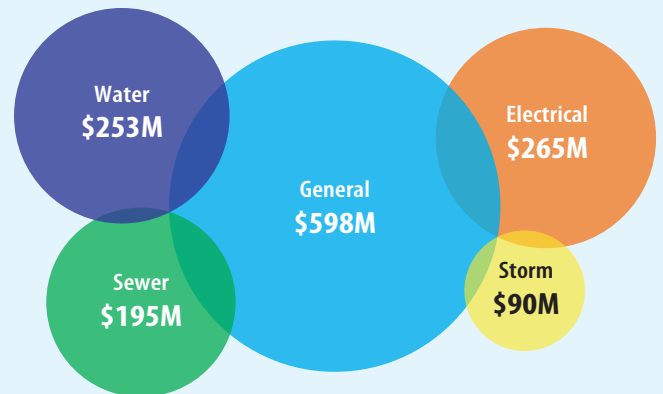 Water
$253M
General
$598M
Electrical
$265M
Sewer
$195M
Storm
$90M